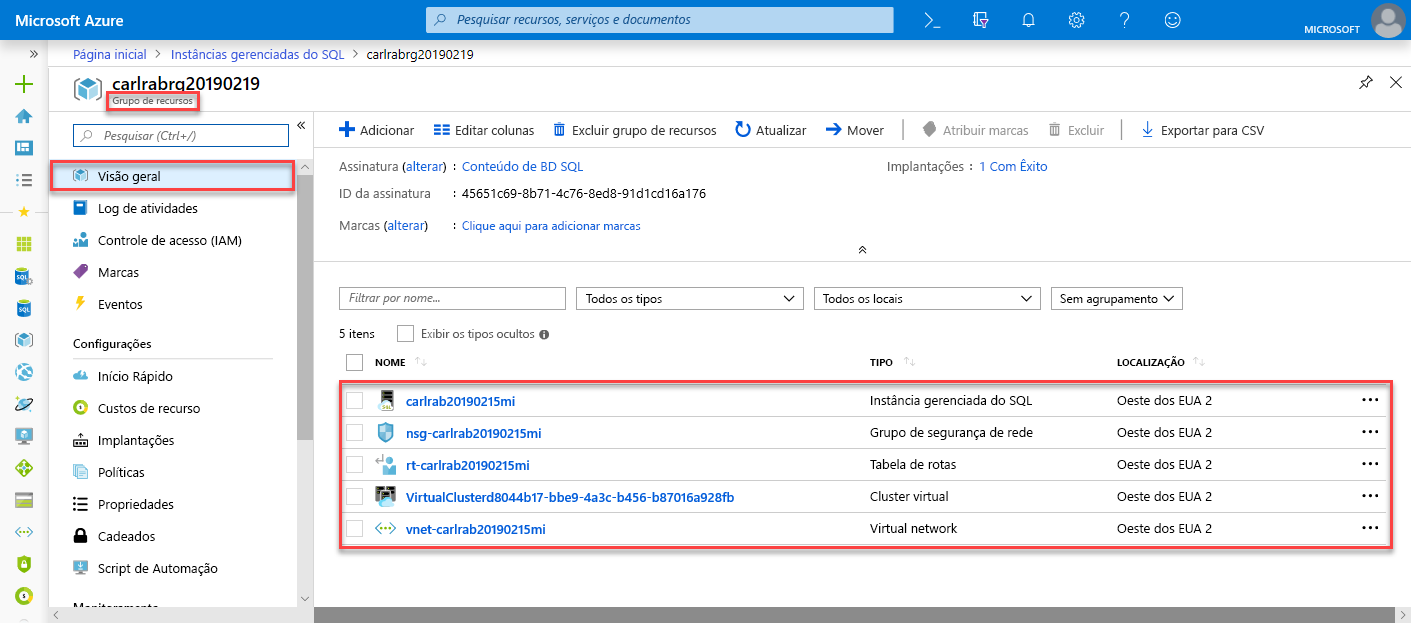 Microsoft Azure
Pesquisar recursos, serviços e documentos
MICROSOFT
Página inicial > Instâncias gerenciadas do SQL > carlrabrg20190219
carlrabrg20190219
Grupo de recursos
Pesquisar (Ctrl+/)
Visão geral
Log de atividades
Controle de acesso (IAM)
Marcas
Eventos
Configurações
Início Rápido
Custos de recurso
Implantações
Políticas
Propriedades
Cadeados
Script de Automação
Monitoramento
Adicionar Editar colunas Excluir grupo de recursos Atualizar Mover Atribuir marcas Excluir Exportar para CSV
Assinatura (alterar) : Conteúdo de BD SQL Implantações : 1 Com Êxito
ID da assinatura : 45651c69-8b71-4c76-8ed8-91d1cd16a176
Marcas (alterar) : Clique aqui para adicionar marcas
Filtrar por nome... Todos os tipos Todos os locais Sem agrupamento
5 itens Exibir os tipos ocultos
NOME TIPO LOCALIZAÇÃO
carlrab20190215mi Instância gerenciada do SQL Oeste dos EUA 2
nsg-carlrab20190215mi Grupo de segurança de rede Oeste dos EUA 2
rt-carlrab20190215mi Tabela de rotas Oeste dos EUA 2
VirtualClusterd8044b17-bbe9-4a3c-b456-b87016a928fb Cluster virtual Oeste dos EUA 2
vnet-carlrab20190215mi Virtual network Oeste dos EUA 2